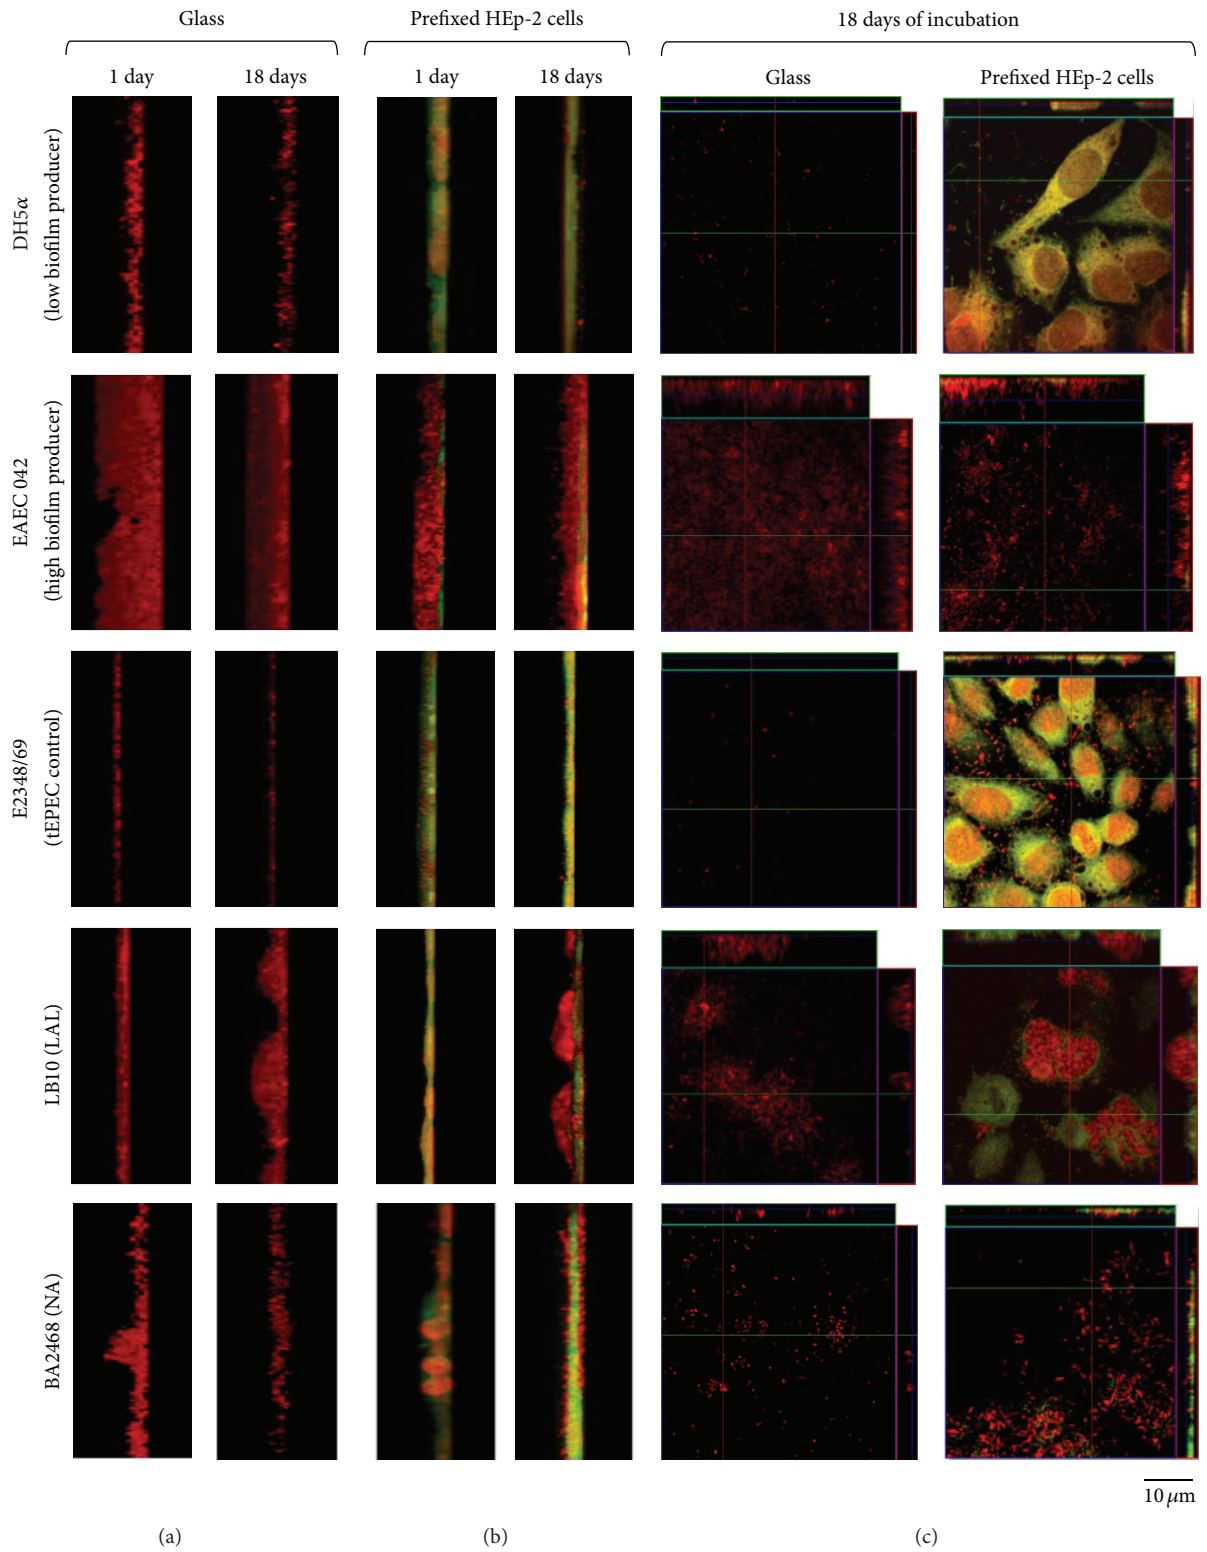 Glass
Prefixed HEp-2 cells
18 days of incubation
1 day
18 days
1 day
18 days
Glass
Prefixed HEp-2 cells
DH5α
(low biofilm producer)
EAEC 042
(high biofilm producer)
E2348/69
(tEPEC control)
LB10 (LAL)
BA2468 (NA)
10 μm
(a)
(b)
(c)